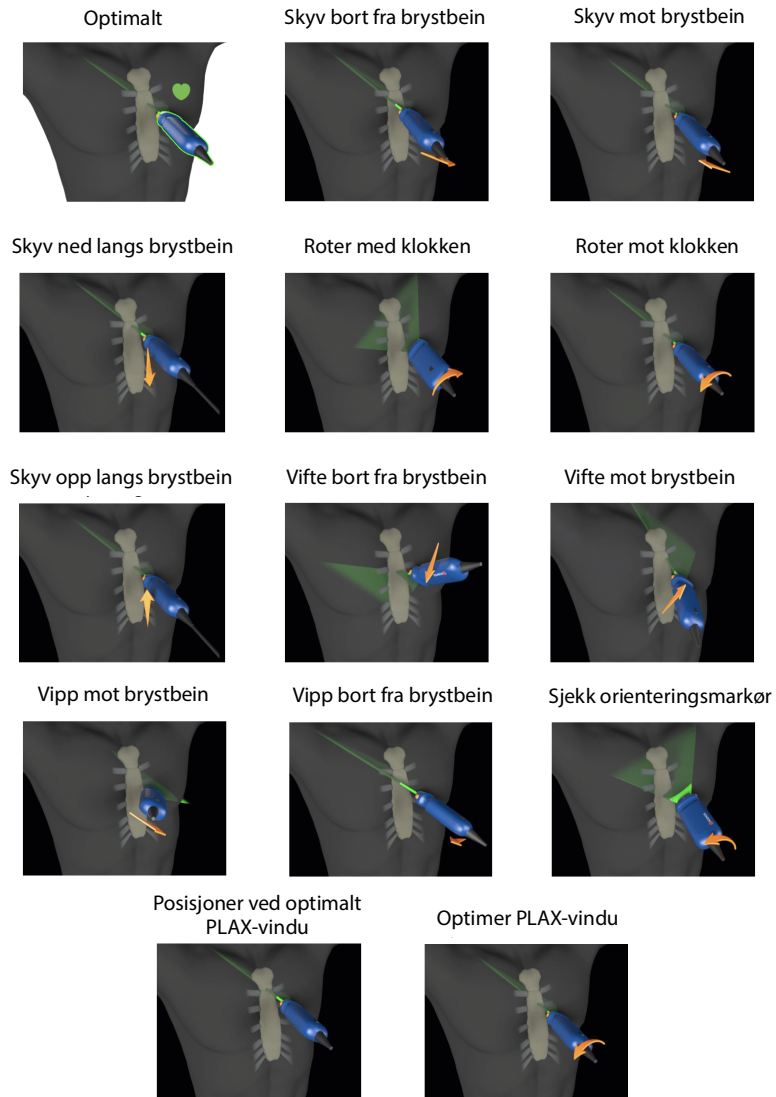 Optimalt
Skyv bort fra brystbein
Skyv mot brystbein
Skyv ned langs brystbein
Roter med klokken
Roter mot klokken
Skyv opp langs brystbein
Vifte bort fra brystbein
Vifte mot brystbein
Vipp mot brystbein
Vipp bort fra brystbein
Sjekk orienteringsmarkør
Posisjoner ved optimalt
PLAX-vindu
Optimer PLAX-vindu